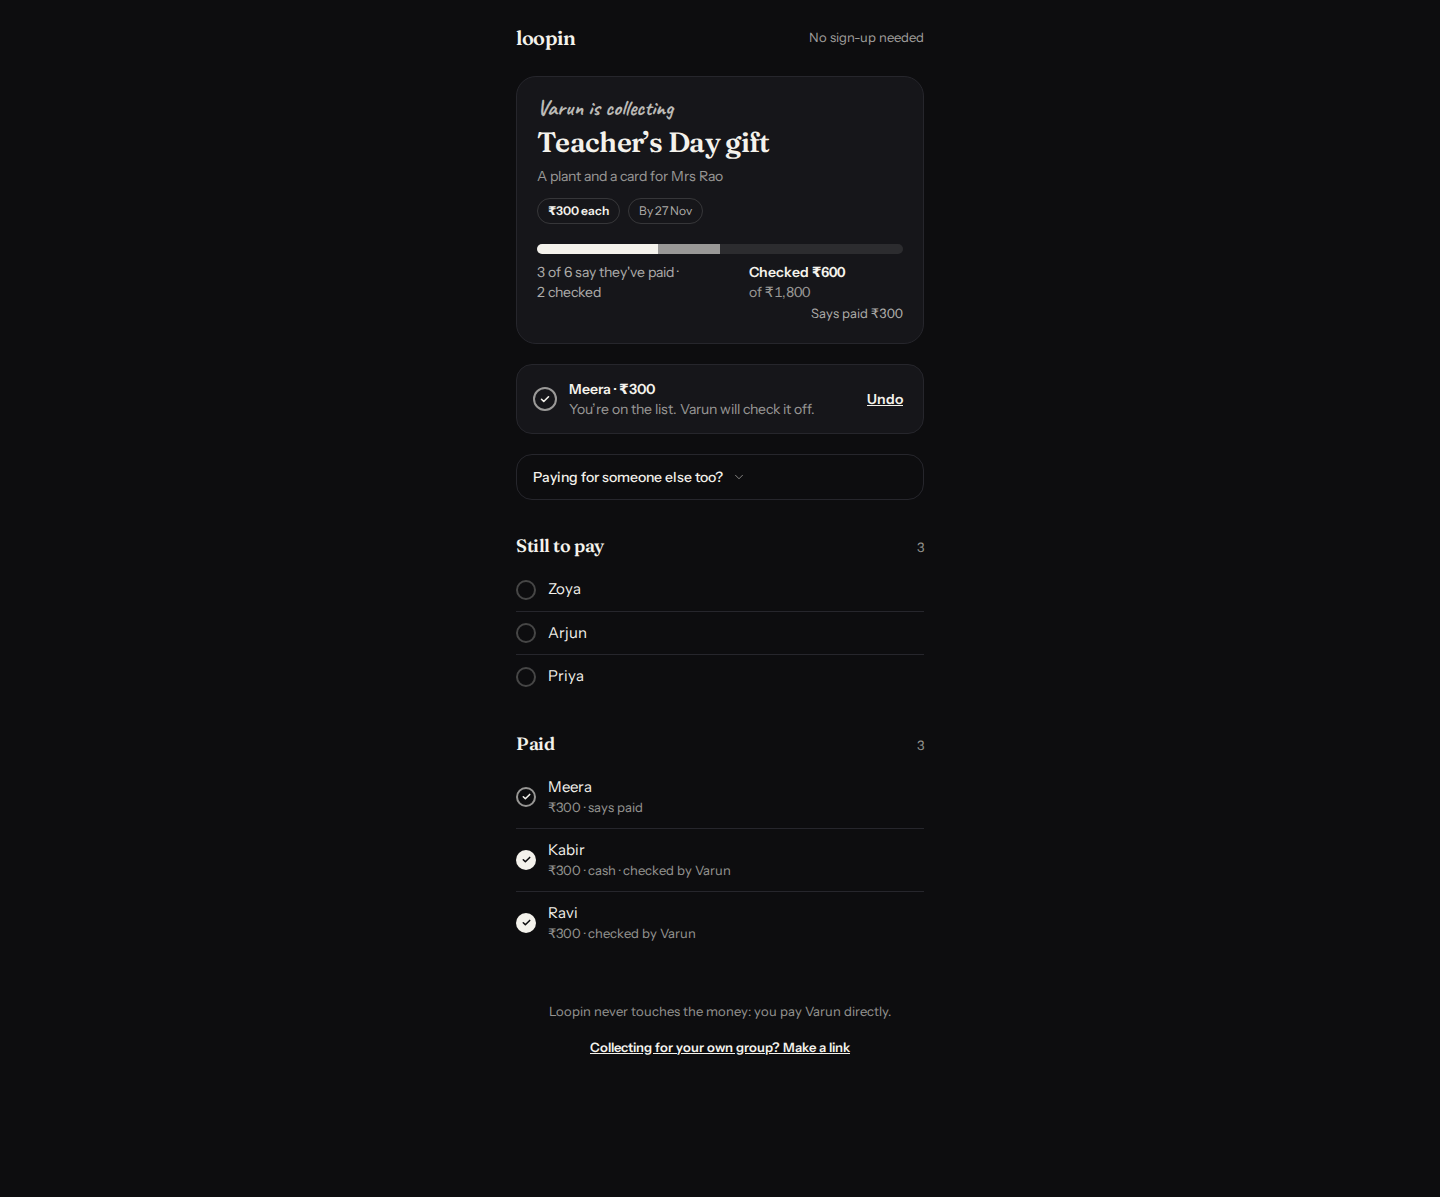 loopin
No sign-up needed
Varun is collecting
Teacher’s Day gift
A plant and a card for Mrs Rao
₹300 each
By 27 Nov
3 of 6 say they’ve paid ·
2 checked
Checked ₹600
of ₹1,800
Says paid ₹300
Meera · ₹300
You’re on the list. Varun will check it off.
Undo
Paying for someone else too?
Still to pay
3
Zoya
Arjun
Priya
Paid
3
Meera
₹300 · says paid
Kabir
₹300 · cash · checked by Varun
Ravi
₹300 · checked by Varun
Loopin never touches the money: you pay Varun directly.
Collecting for your own group? Make a link